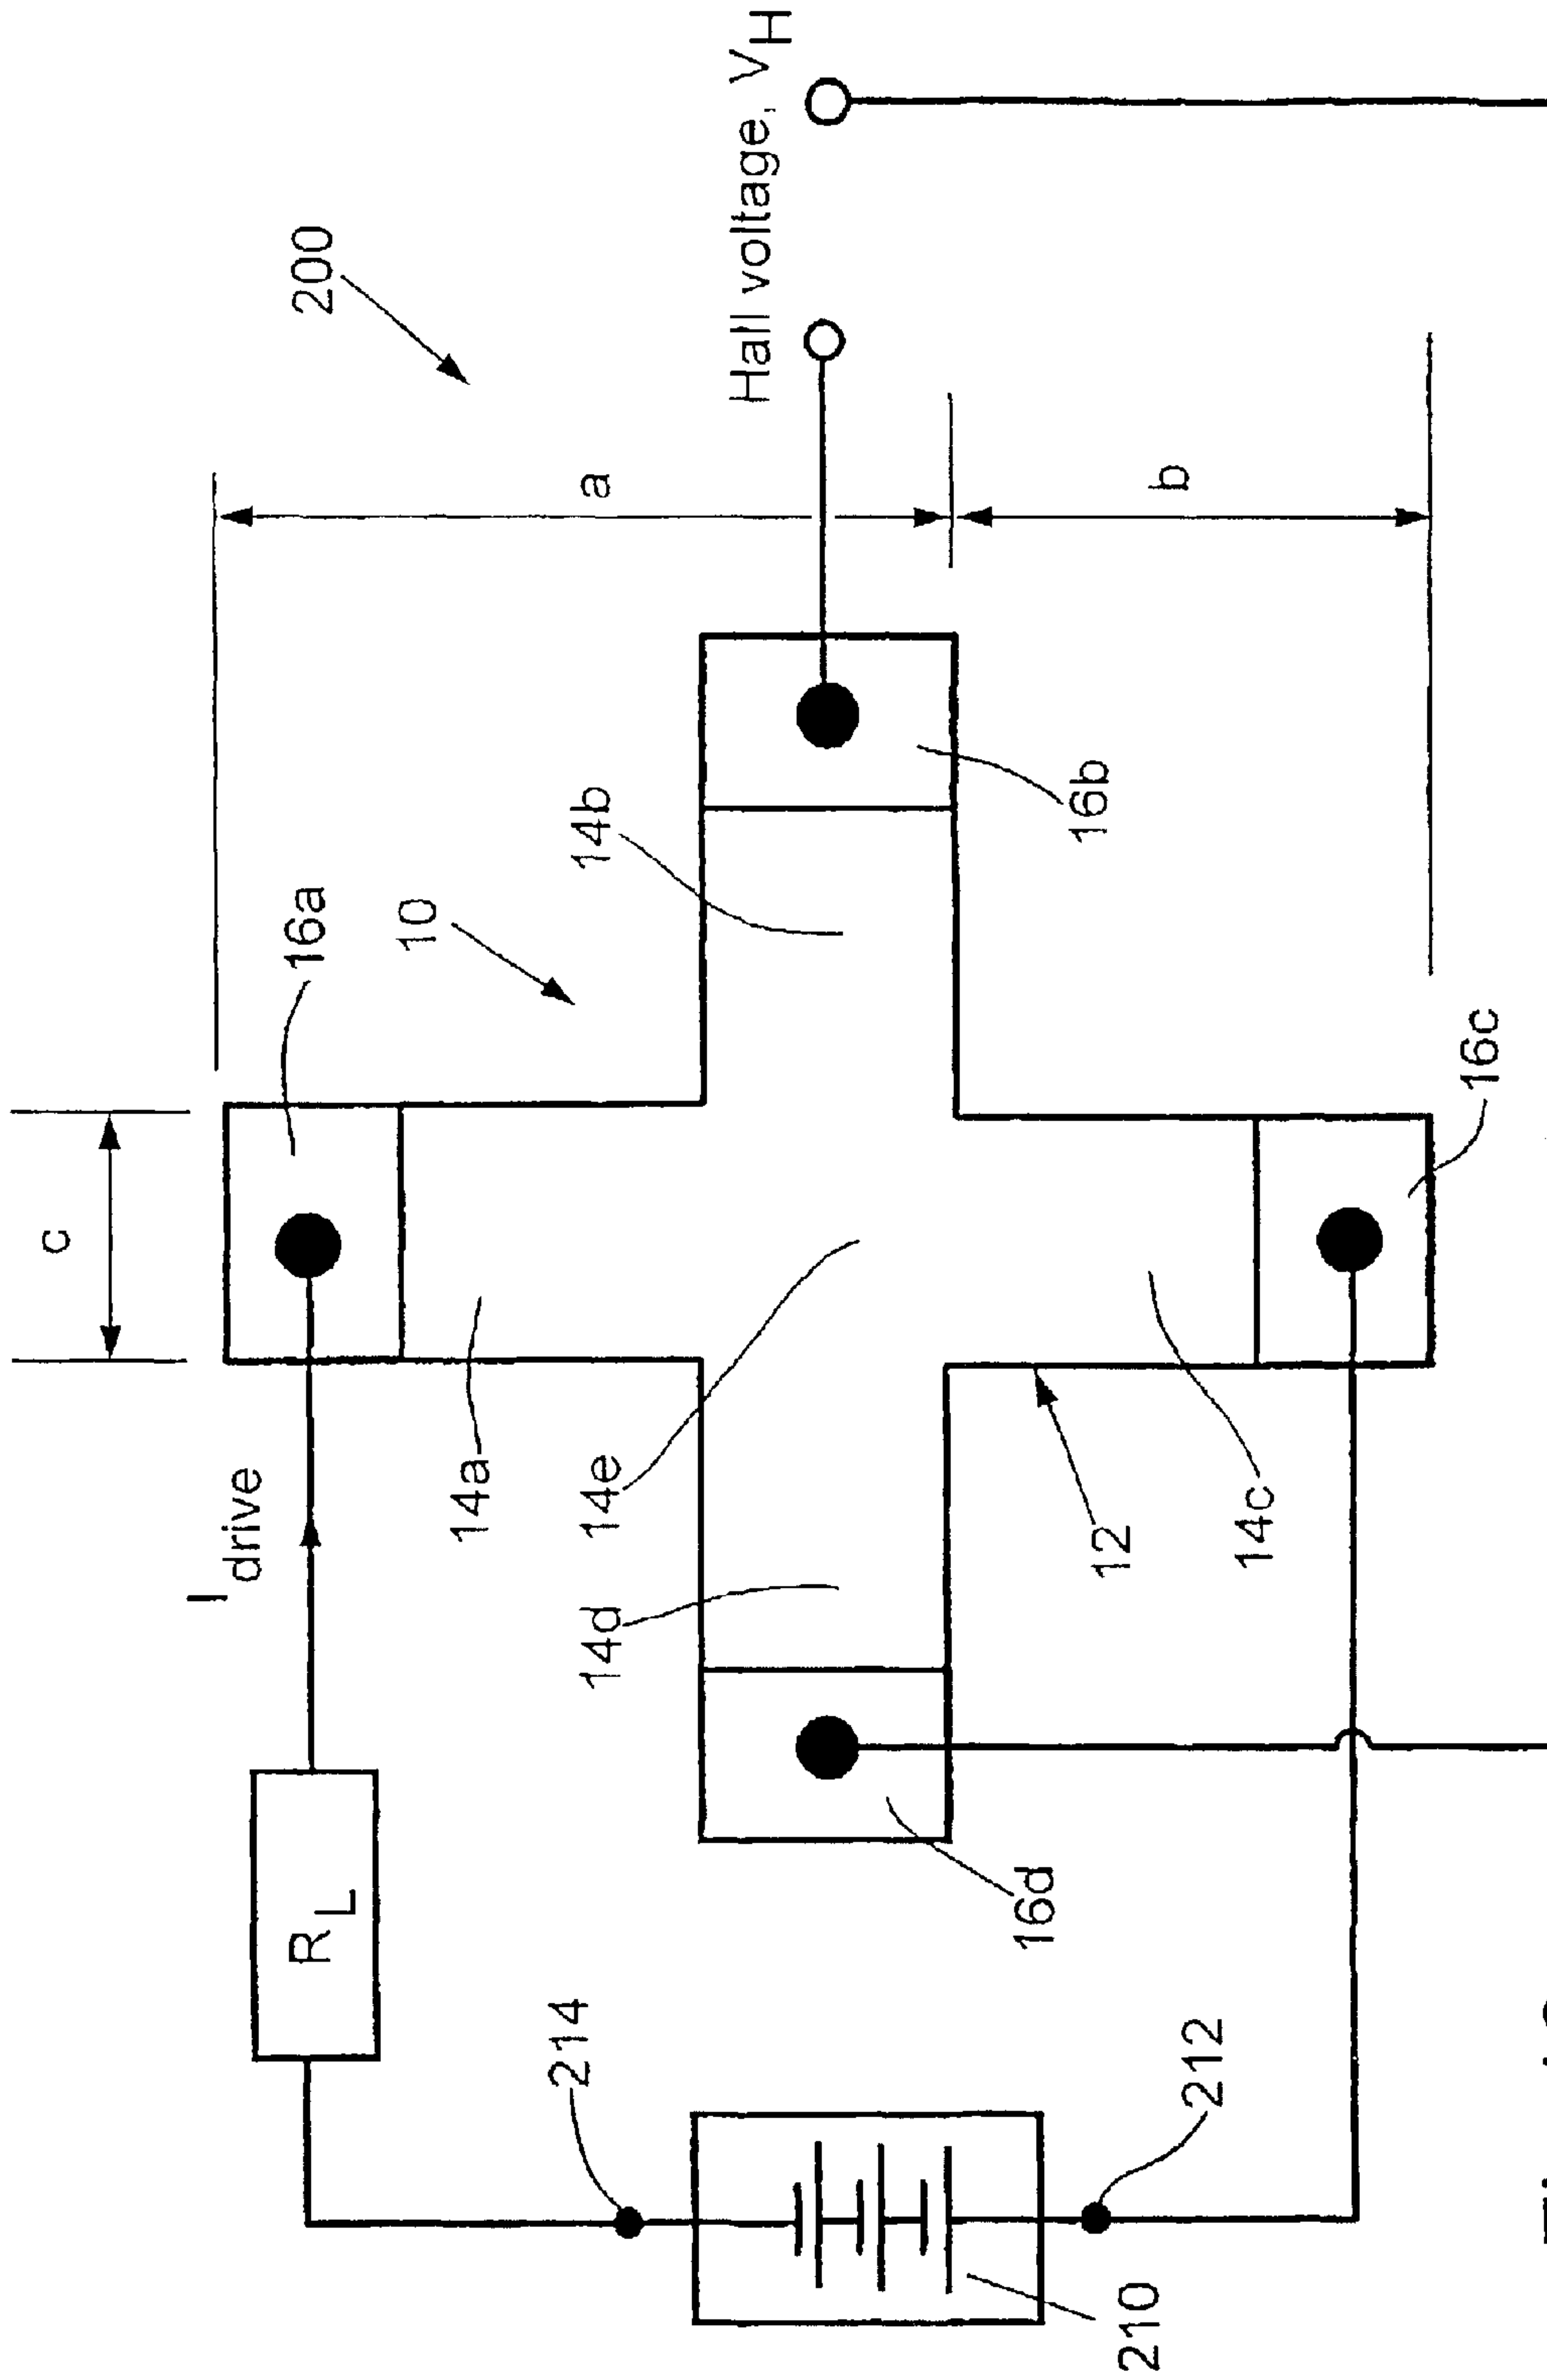 200
Hall voltage, V_H
c
a
b
16a
10
14b
16b
I_drive
14a
14e
14d
12
14c
16c
R_L
16d
214
212
210